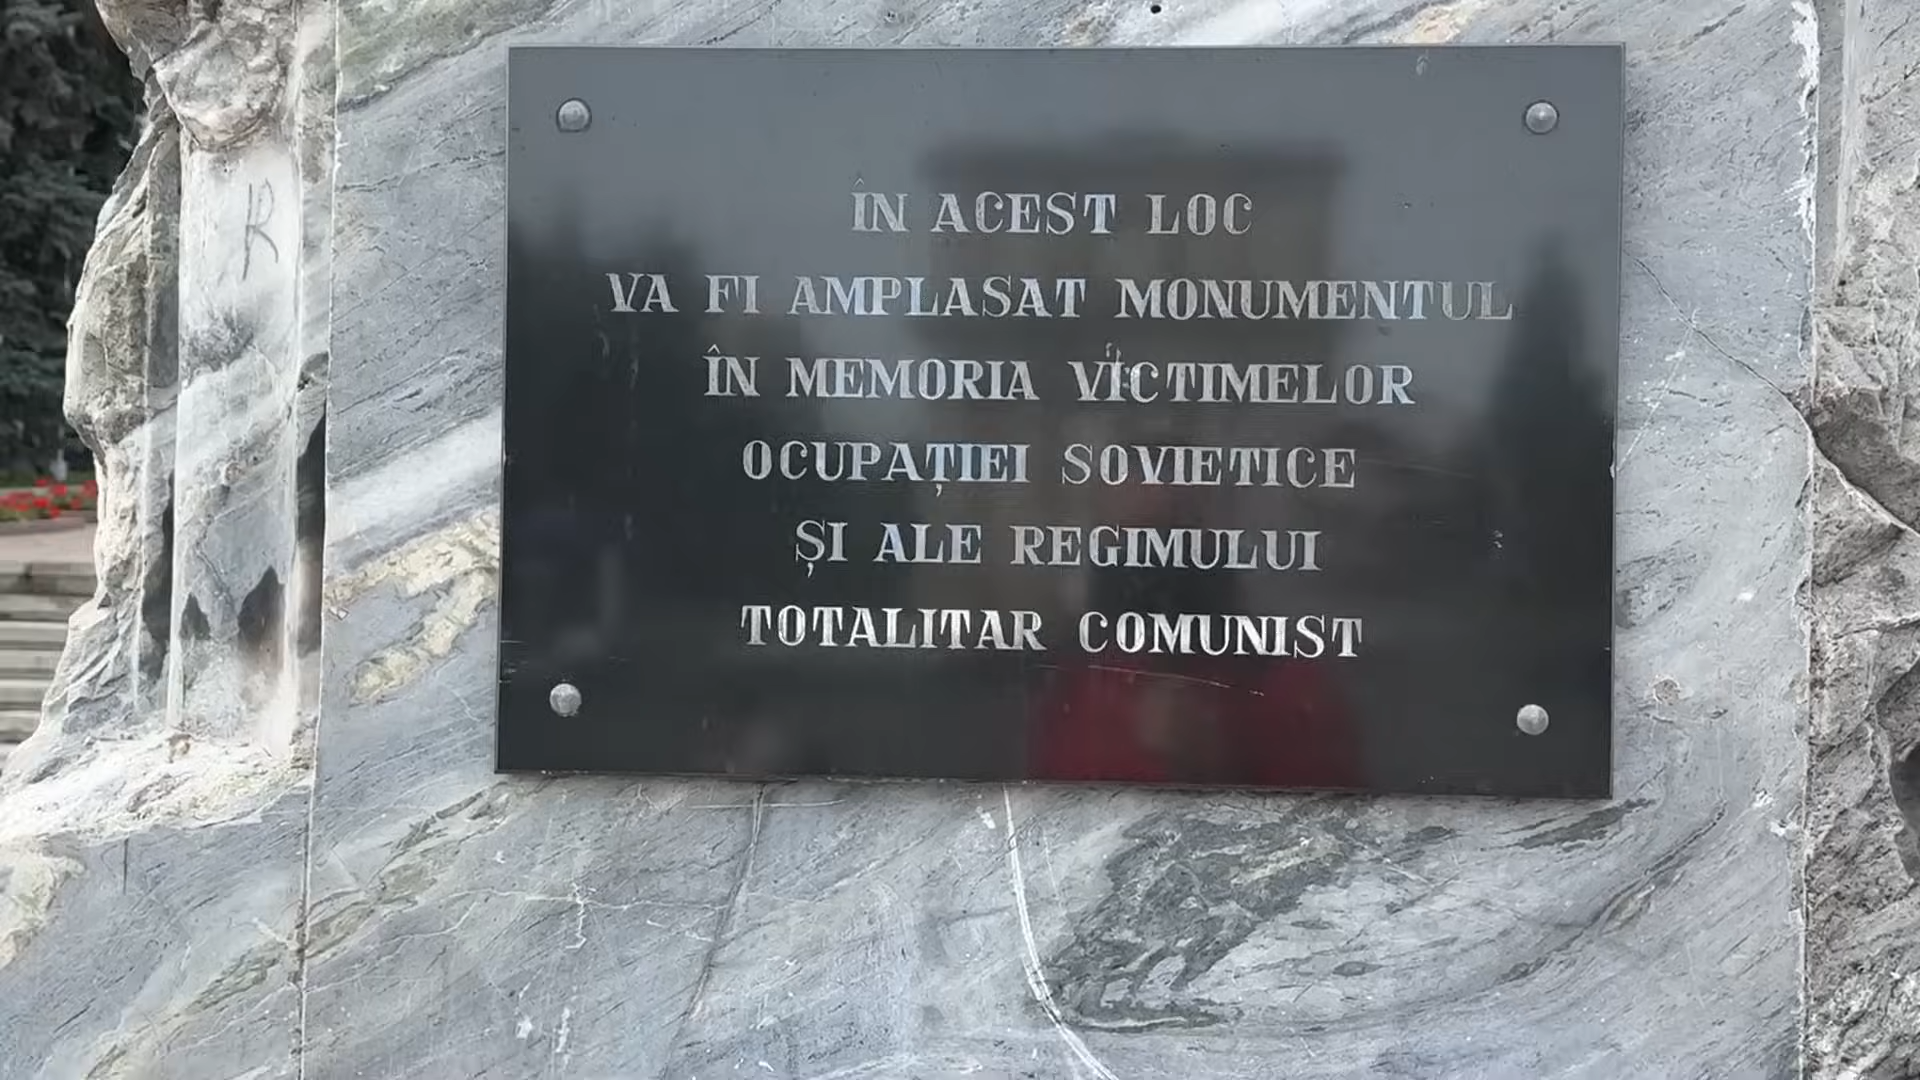 R
ÎN ACEST LOC
VA FI AMPLASAT MONUMENTUL
ÎN MEMORIA VICTIMELOR
OCUPAȚIEI SOVIETICE
ȘI ALE REGIMULUI
TOTALITAR COMUNIST